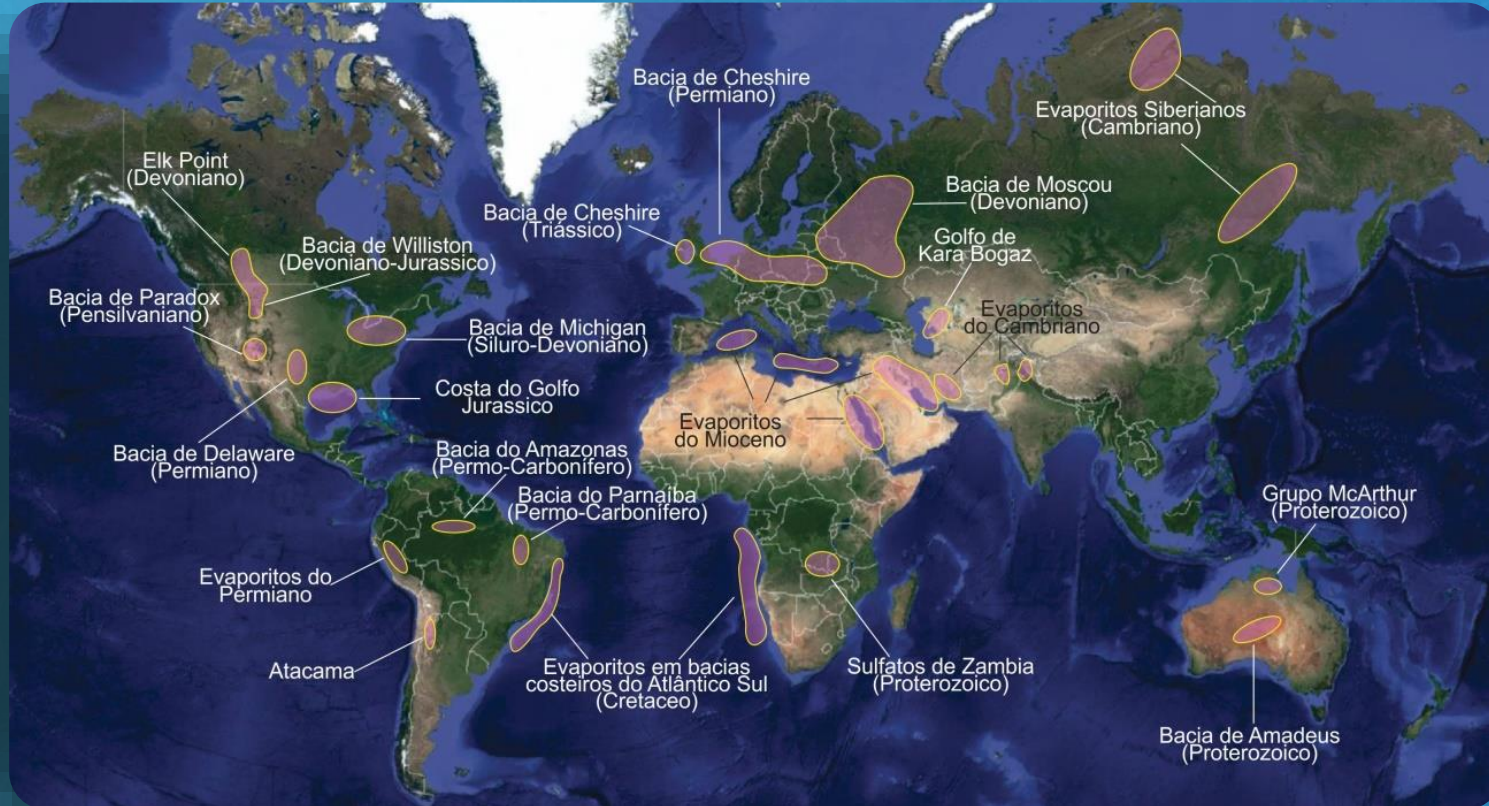 Bacia de Cheshire
(Permiano)
Evaporitos Siberianos
(Cambriano)
Elk Point
(Devoniano)
Bacia de Moscou
(Devoniano)
Bacia de Cheshire
(Triássico)
Golfo de
Kara Bogaz
Bacia de Williston
(Devoniano-Jurassico)
Bacia de Paradox
(Pensilvaniano)
Evaporitos
do Cambriano
Bacia de Michigan
(Siluro-Devoniano)
Costa do Golfo
Jurassico
Evaporitos
do Mioceno
Bacia de Delaware
(Permiano)
Bacia do Amazonas
(Permo-Carbonífero)
Bacia do Parnaíba
(Permo-Carbonífero)
Grupo McArthur
(Proterozoico)
Evaporitos do
Permiano
Atacama
Evaporitos em bacias
costeiros do Atlântico Sul
(Cretaceo)
Sulfatos de Zambia
(Proterozoico)
Bacia de Amadeus
(Proterozoico)